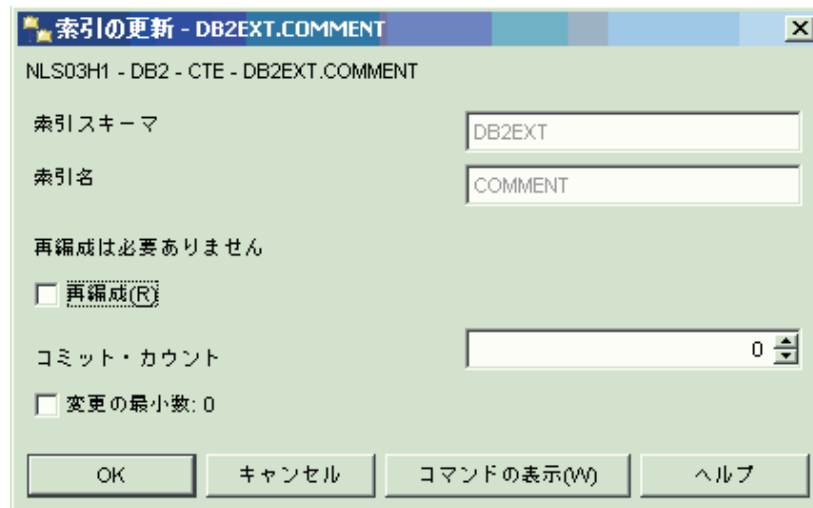 索引の更新 - DB2EXT.COMMENT
NLS03H1 - DB2 - CTE - DB2EXT.COMMENT
索引スキーマ DB2EXT
索引名 COMMENT
再編成は必要ありません
再編成(R)
コミット・カウント 0
変更の最小数: 0
OK キャンセル コマンドの表示(W) ヘルプ